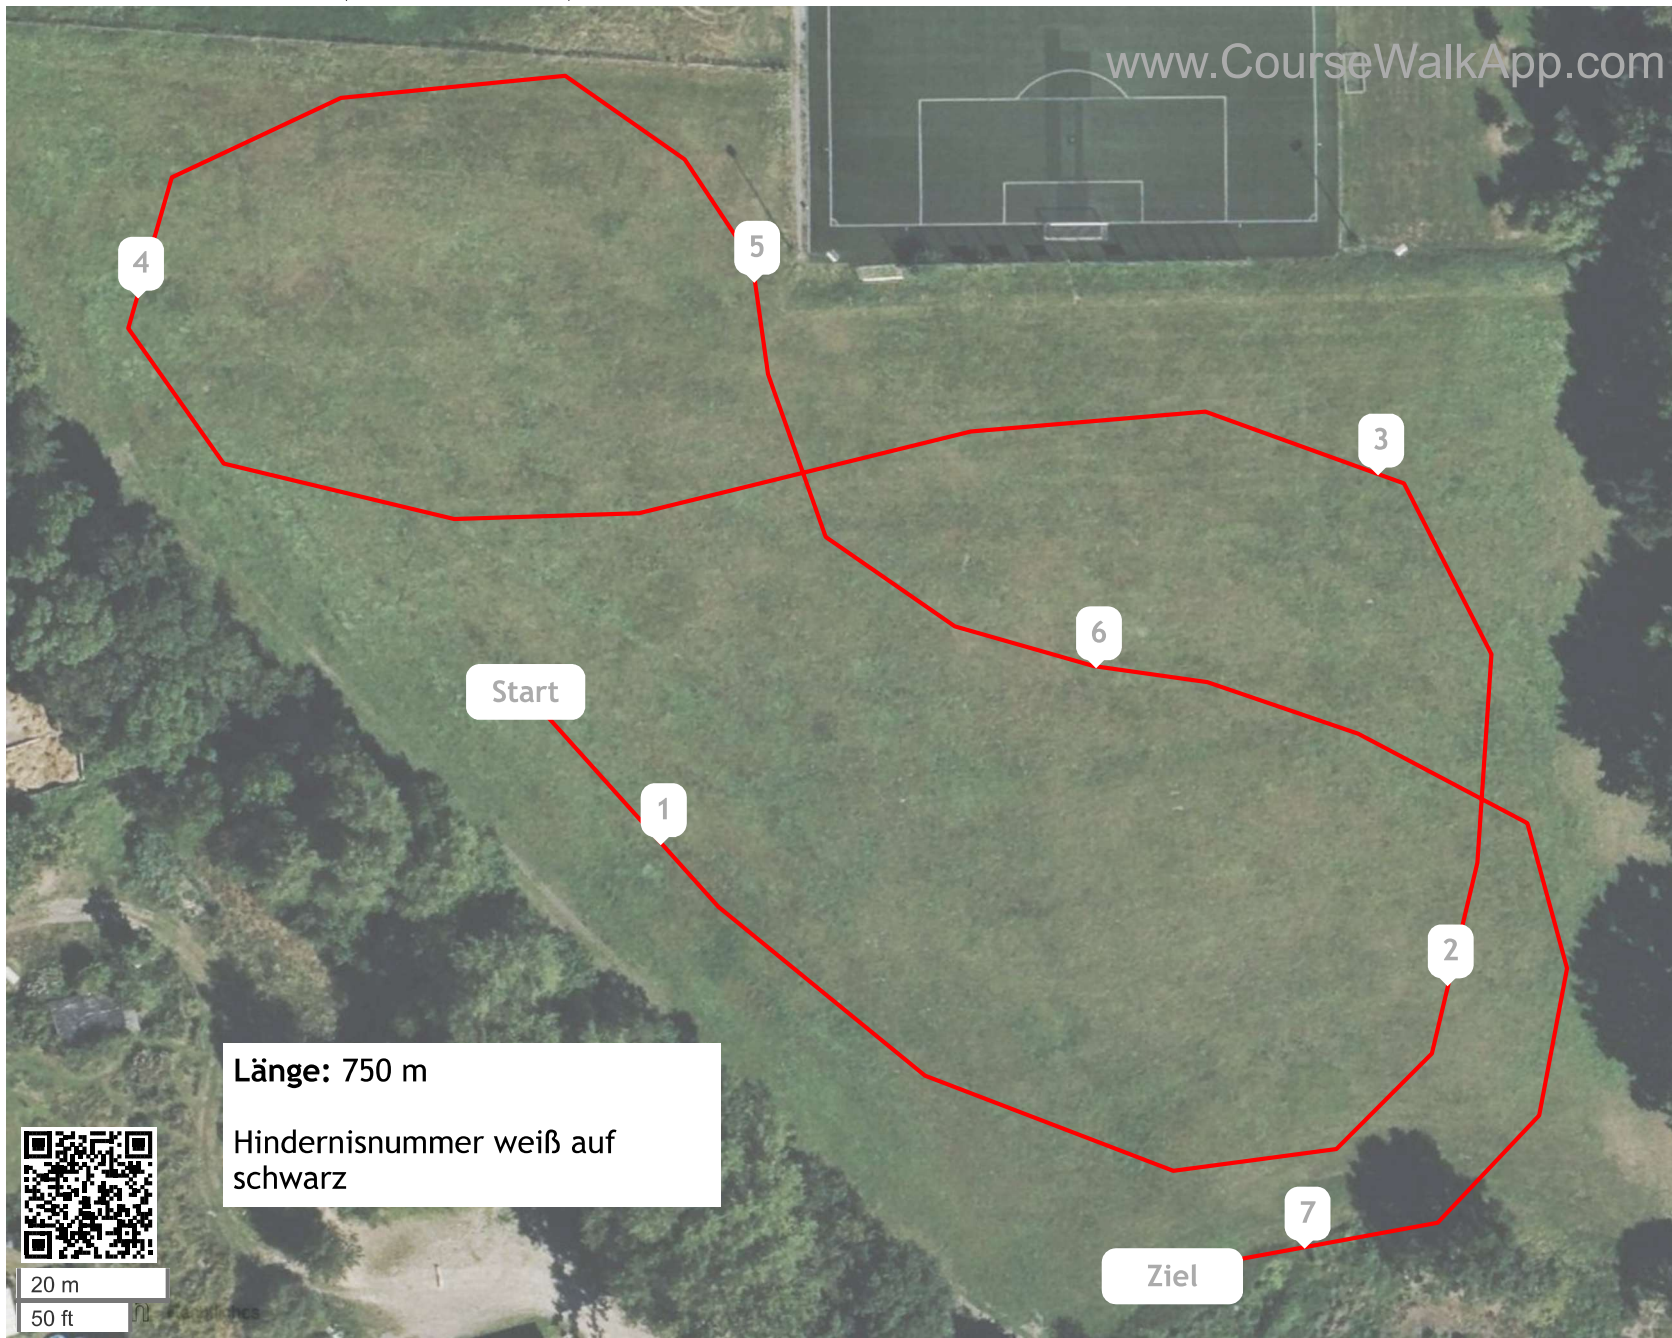 www.CourseWalkApp.com
5
4
3
6
Start
1
2
Länge: 750 m
Hindernisnummer weiß auf
schwarz
7
Ziel
20 m
50 ft